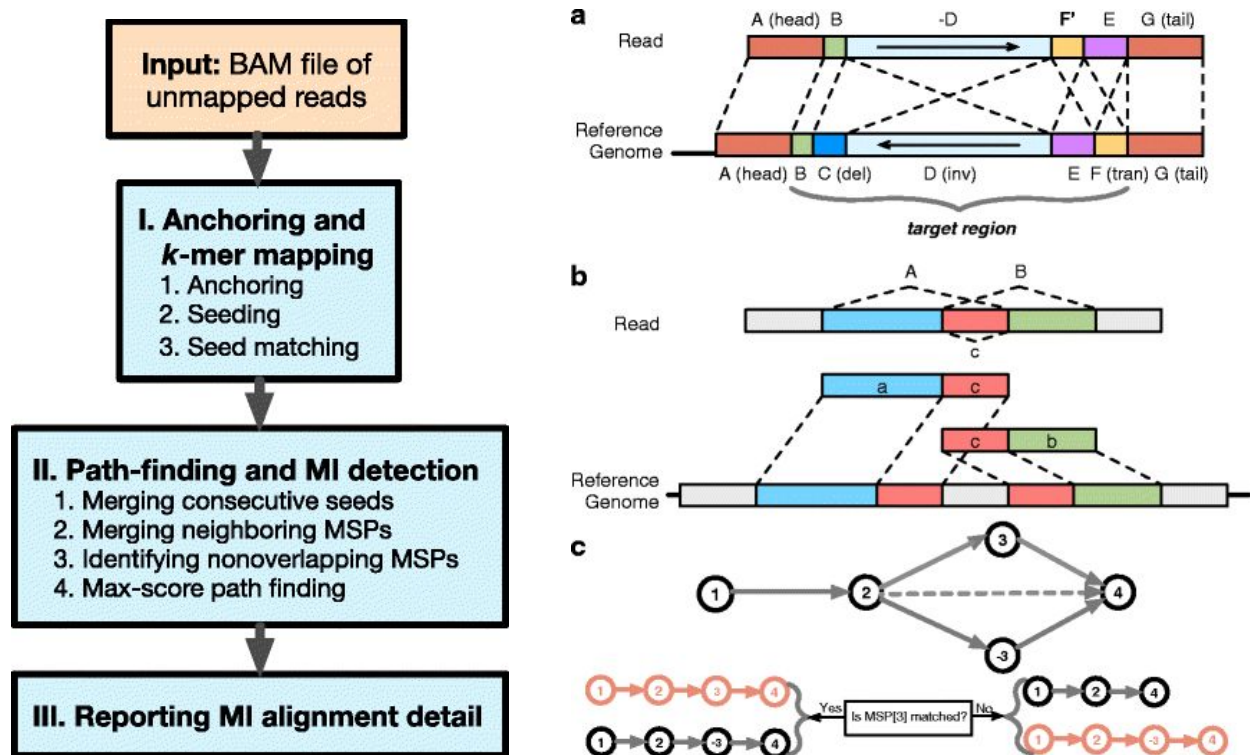 Input: BAM file of
unmapped reads
I. Anchoring and
k-mer mapping
1. Anchoring
2. Seeding
3. Seed matching
II. Path-finding and MI detection
1. Merging consecutive seeds
2. Merging neighboring MSPs
3. Identifying nonoverlapping MSPs
4. Max-score path finding
III. Reporting MI alignment detail
a
A (head) B -D F' E G (tail)
Read
Reference
Genome
A (head) B C (del) D (inv) E F (tran) G (tail)
target region
b
A B
Read
c
a c
c b
Reference
Genome
c
3
1 2 4
-3
1 2 3 4
1 2 -3 4
Yes Is MSP[3] matched? No
1 2 4
1 2 -3 4